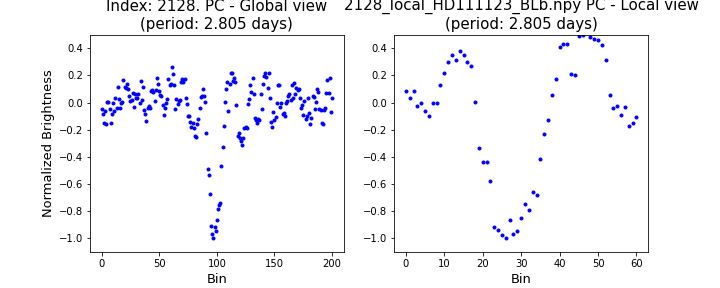 Index: 2128. PC - Global view
(period: 2.805 days)
2128_local_HD111123_BLb.npy PC - Local view
(period: 2.805 days)
Normalized Brightness
0.4
0.2
0.0
−0.2
−0.4
−0.6
−0.8
−1.0
0 50 100 150 200
Bin
0.4
0.2
0.0
−0.2
−0.4
−0.6
−0.8
−1.0
0 10 20 30 40 50 60
Bin